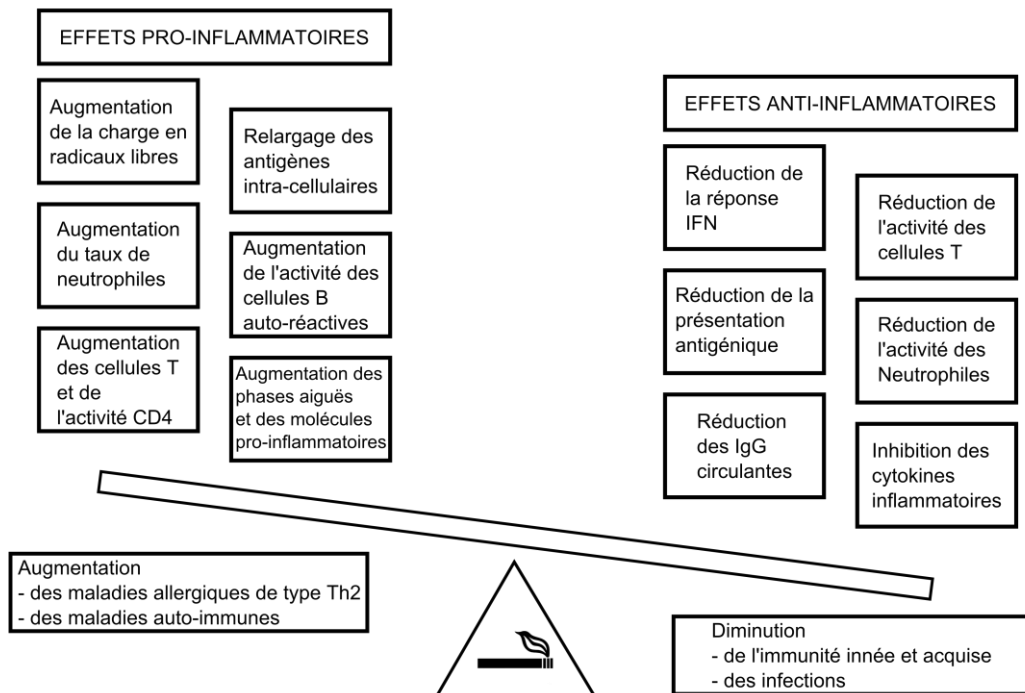 EFFETS PRO-INFLAMMATOIRES
Augmentation
de la charge en
radicaux libres
Relargage des
antigènes
intra-cellulaires
Augmentation
du taux de
neutrophiles
Augmentation
de l'activité des
cellules B
auto-réactives
Augmentation
des cellules T
et de
l'activité CD4
Augmentation des
phases aiguës
et des molécules
pro-inflammatoires
EFFETS ANTI-INFLAMMATOIRES
Réduction de
la réponse
IFN
Réduction de
l'activité des
cellules T
Réduction de la
présentation
antigénique
Réduction de
l'activité des
Neutrophiles
Réduction
des IgG
circulantes
Inhibition des
cytokines
inflammatoires
Augmentation
- des maladies allergiques de type Th2
- des maladies auto-immunes
Diminution
- de l'immunité innée et acquise
- des infections